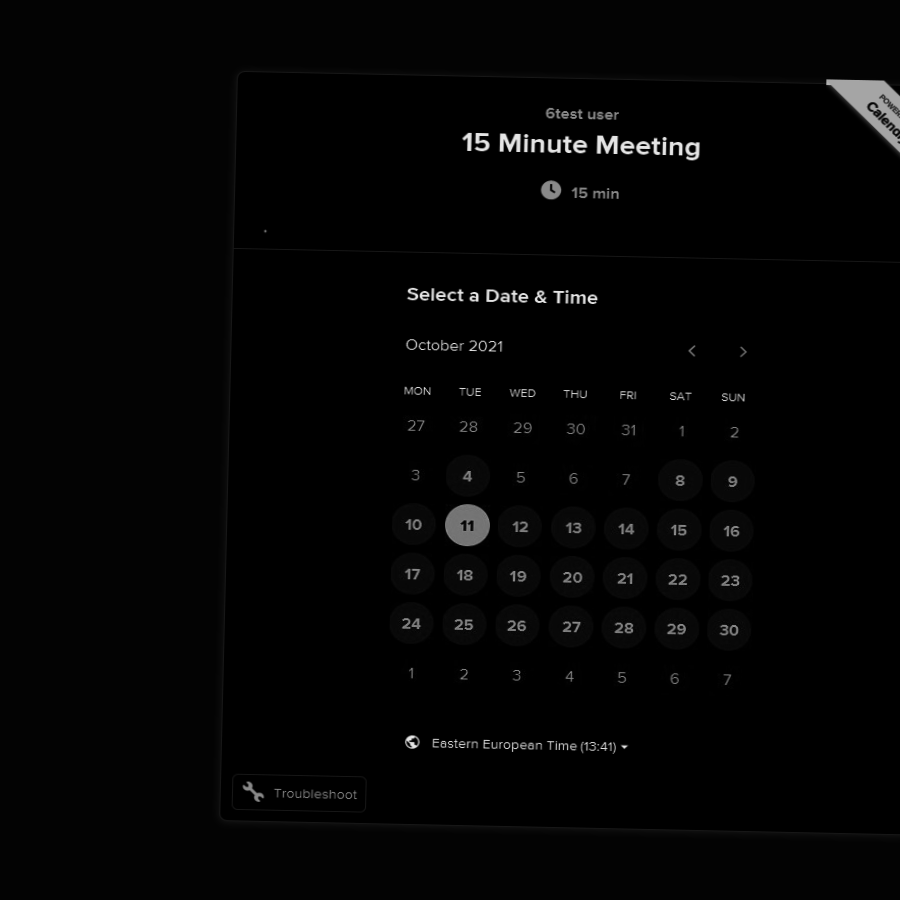 POWERED
Calendly
6test user
15 Minute Meeting
15 min
Select a Date & Time
October 2021
MON TUE WED THU FRI SAT SUN
27 28 29 30 31 1 2
3 4 5 6 7 8 9
10 11 12 13 14 15 16
17 18 19 20 21 22 23
24 25 26 27 28 29 30
1 2 3 4 5 6 7
Eastern European Time (13:41)
Troubleshoot